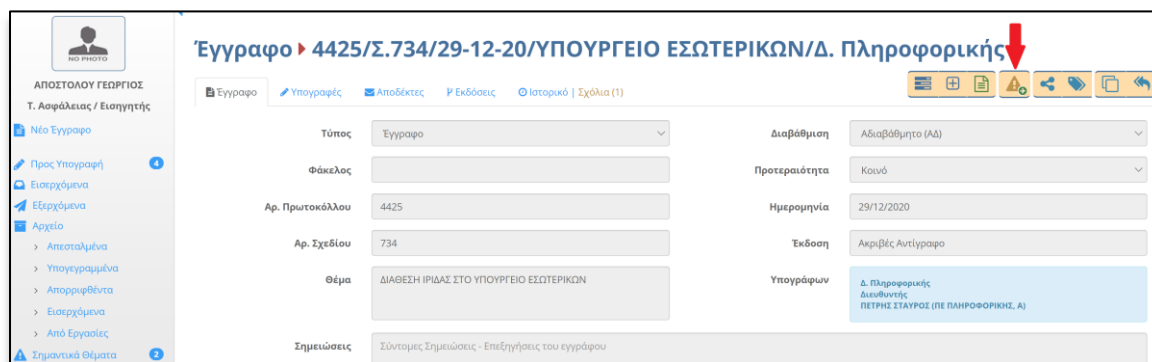 NO PHOTO
ΑΠΟΣΤΟΛΟΥ ΓΕΩΡΓΙΟΣ
Τ. Ασφάλειας / Εισηγητής
Νέο Έγγραφο
Προς Υπογραφή 4
Εισερχόμενα
Εξερχόμενα
Αρχείο
> Απεσταλμένα
> Υπογεγραμμένα
> Απορριφθέντα
> Εισερχόμενα
> Από Εργασίες
Σημαντικά Θέματα 2
Έγγραφο 4425/Σ.734/29-12-20/ΥΠΟΥΡΓΕΙΟ ΕΣΩΤΕΡΙΚΩΝ/Δ. Πληροφορικής
Έγγραφο Υπογραφές Αποδέκτες Εκδόσεις Ιστορικό | Σχόλια (1)
Τύπος Έγγραφο Διαβάθμιση Αδιαβάθμητο (ΑΔ)
Φάκελος Προτεραιότητα Κοινό
Αρ. Πρωτοκόλλου 4425 Ημερομηνία 29/12/2020
Αρ. Σχεδίου 734 Έκδοση Ακριβές Αντίγραφο
Θέμα ΔΙΑΘΕΣΗ ΙΡΙΔΑΣ ΣΤΟ ΥΠΟΥΡΓΕΙΟ ΕΣΩΤΕΡΙΚΩΝ Υπογράφων Δ. Πληροφορικής
Διευθυντής
ΠΕΤΡΗΣ ΣΤΑΥΡΟΣ (ΠΕ ΠΛΗΡΟΦΟΡΙΚΗΣ, Α)
Σημειώσεις Σύντομες Σημειώσεις - Επεξηγήσεις του εγγράφου